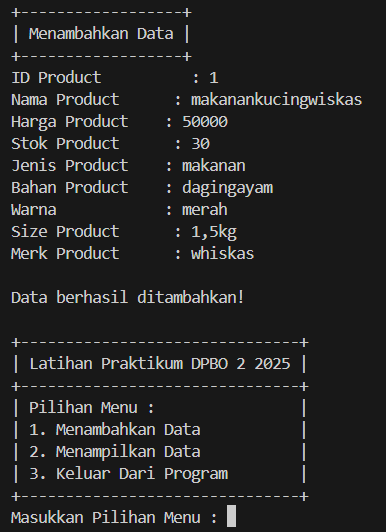 +------------------+
| Menambahkan Data |
+------------------+
ID Product          : 1
Nama Product      : makanankucingwiskas
Harga Product    : 50000
Stok Product      : 30
Jenis Product    : makanan
Bahan Product    : dagingayam
Warna            : merah
Size Product      : 1,5kg
Merk Product      : whiskas

Data berhasil ditambahkan!

+-------------------------------+
| Latihan Praktikum DPBO 2 2025 |
+-------------------------------+
| Pilihan Menu :                |
| 1. Menambahkan Data           |
| 2. Menampilkan Data           |
| 3. Keluar Dari Program        |
+-------------------------------+
Masukkan Pilihan Menu :